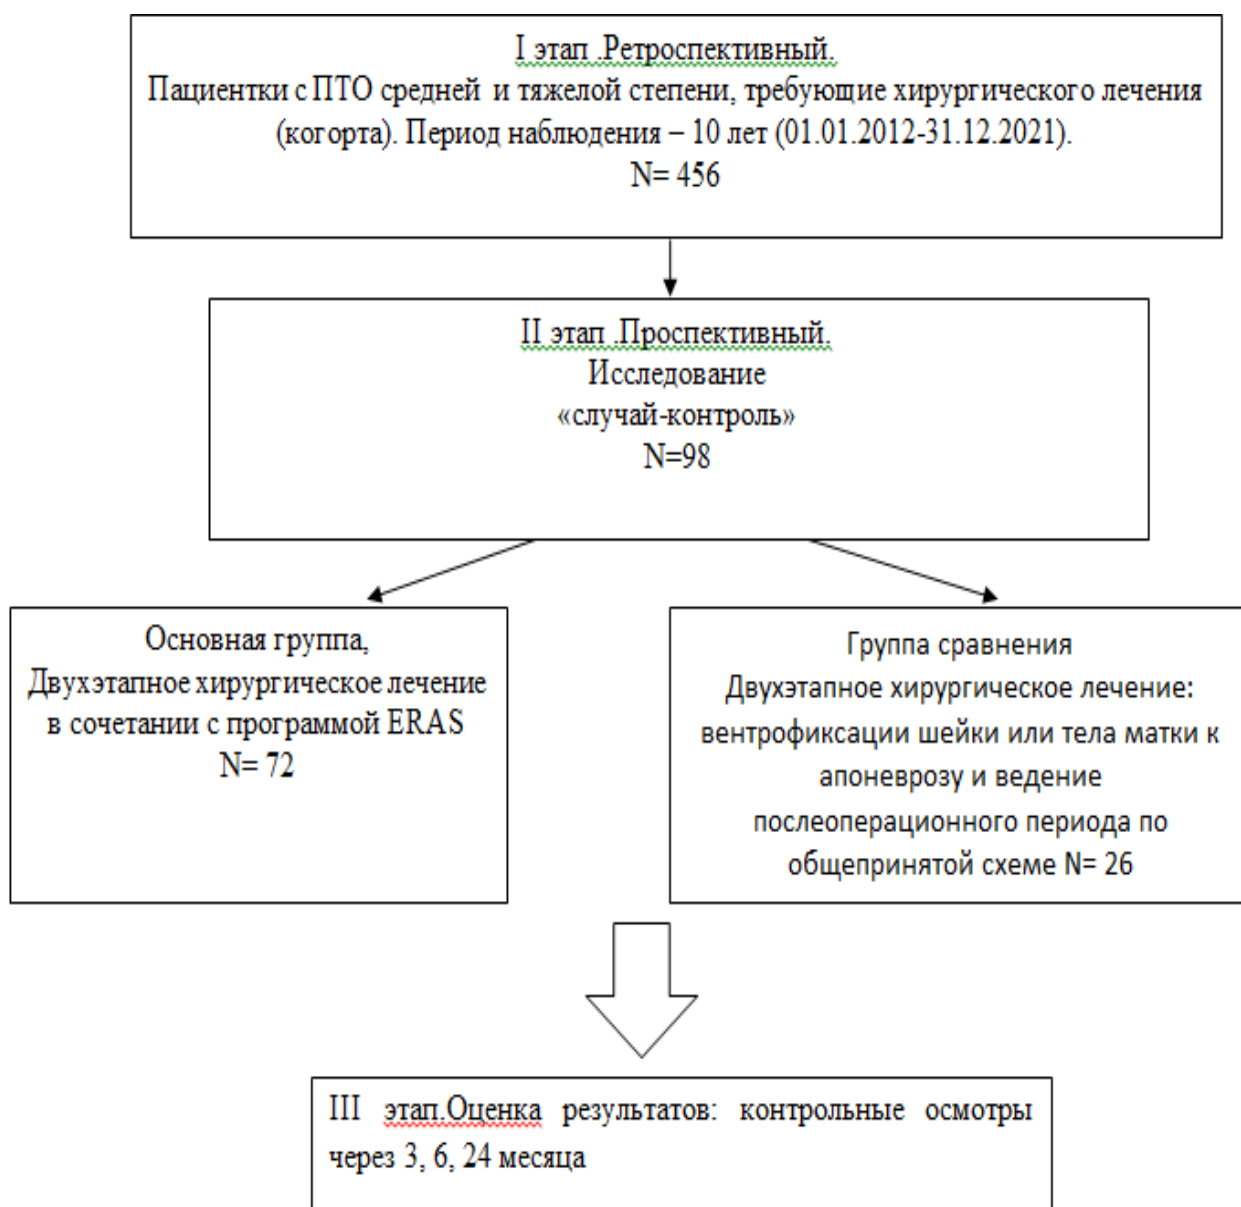 I этап .Ретроспективный.
Пациентки с ПТО средней и тяжелой степени, требующие хирургического лечения
(когорта). Период наблюдения – 10 лет (01.01.2012-31.12.2021).
N= 456
II этап .Проспективный.
Исследование
«случай-контроль»
N=98
Основная группа,
Двухэтапное хирургическое лечение
в сочетании с программой ERAS
N= 72
Группа сравнения
Двухэтапное хирургическое лечение:
вентрофиксации шейки или тела матки к
апоневрозу и ведение
послеоперационного периода по
общепринятой схеме N= 26
III этап.Оценка результатов: контрольные осмотры
через 3, 6, 24 месяца